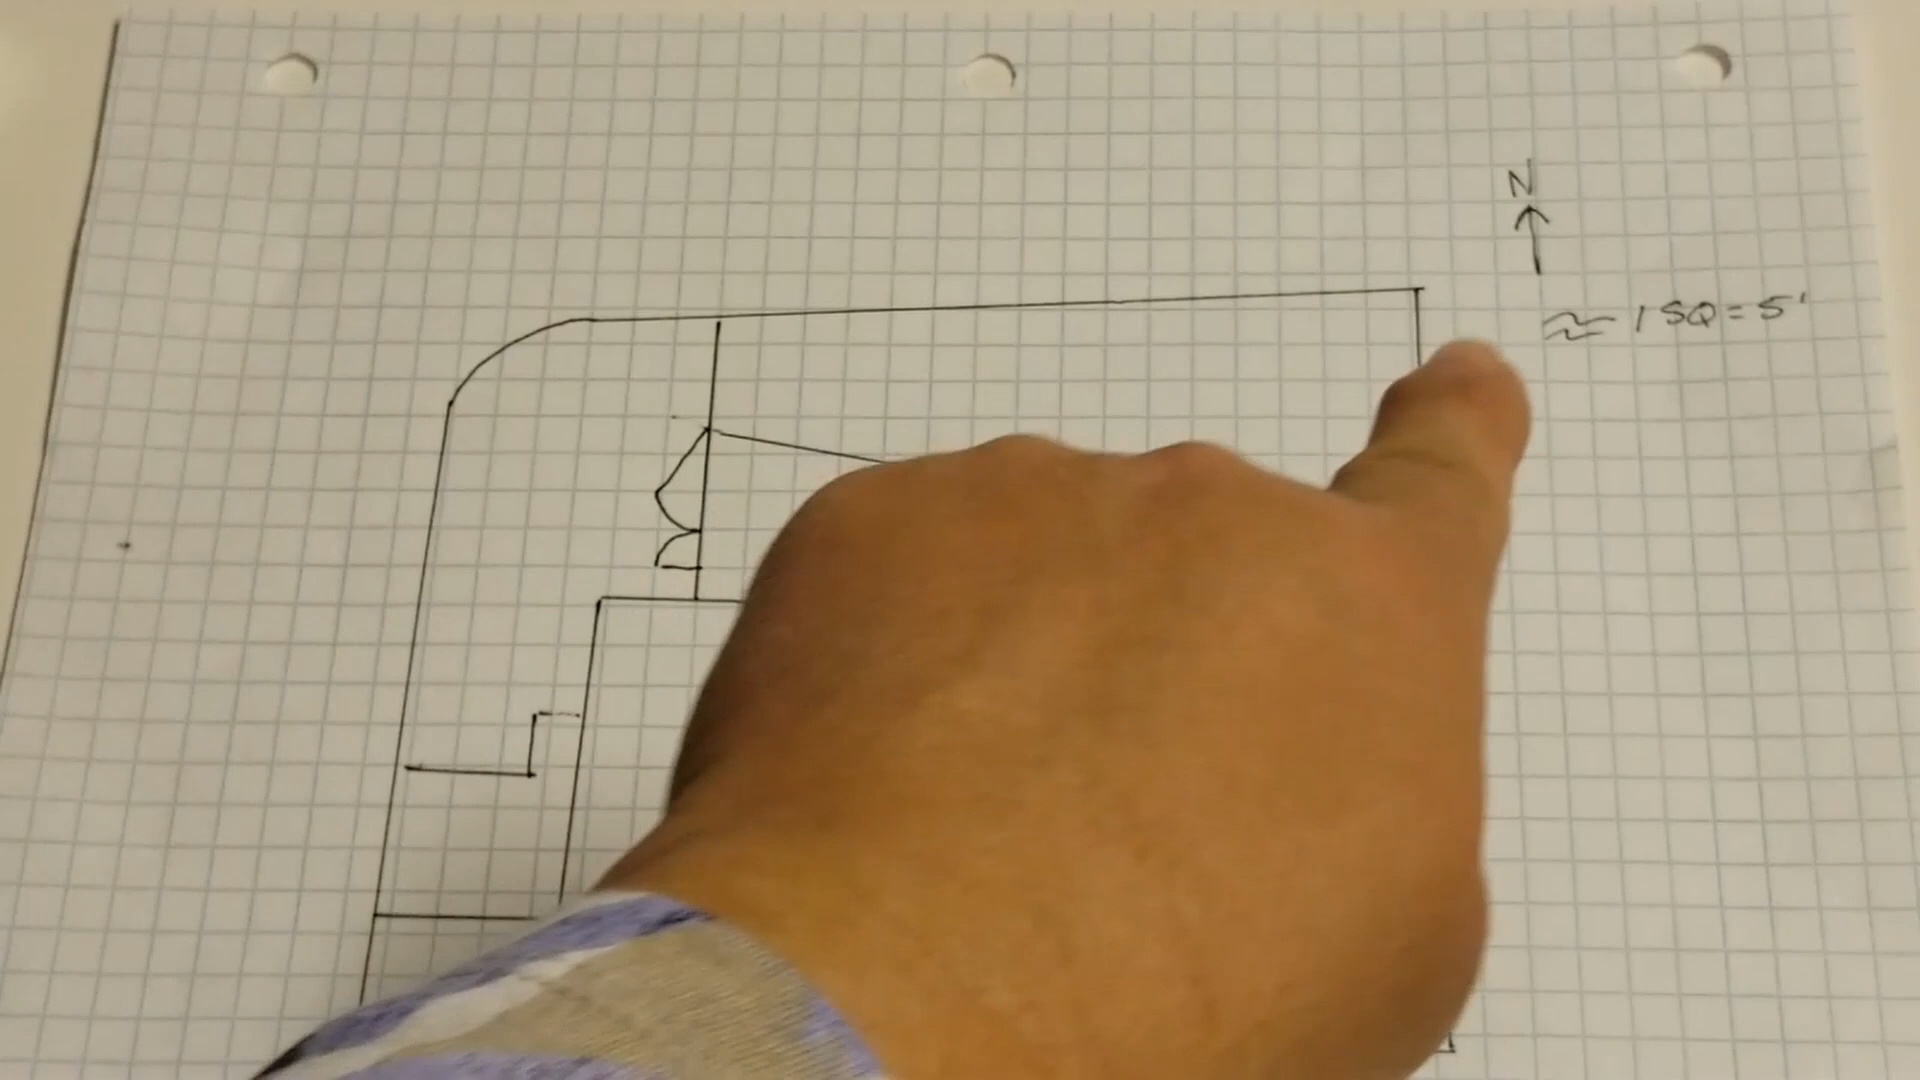 N
≈ 1 SQ = 5'